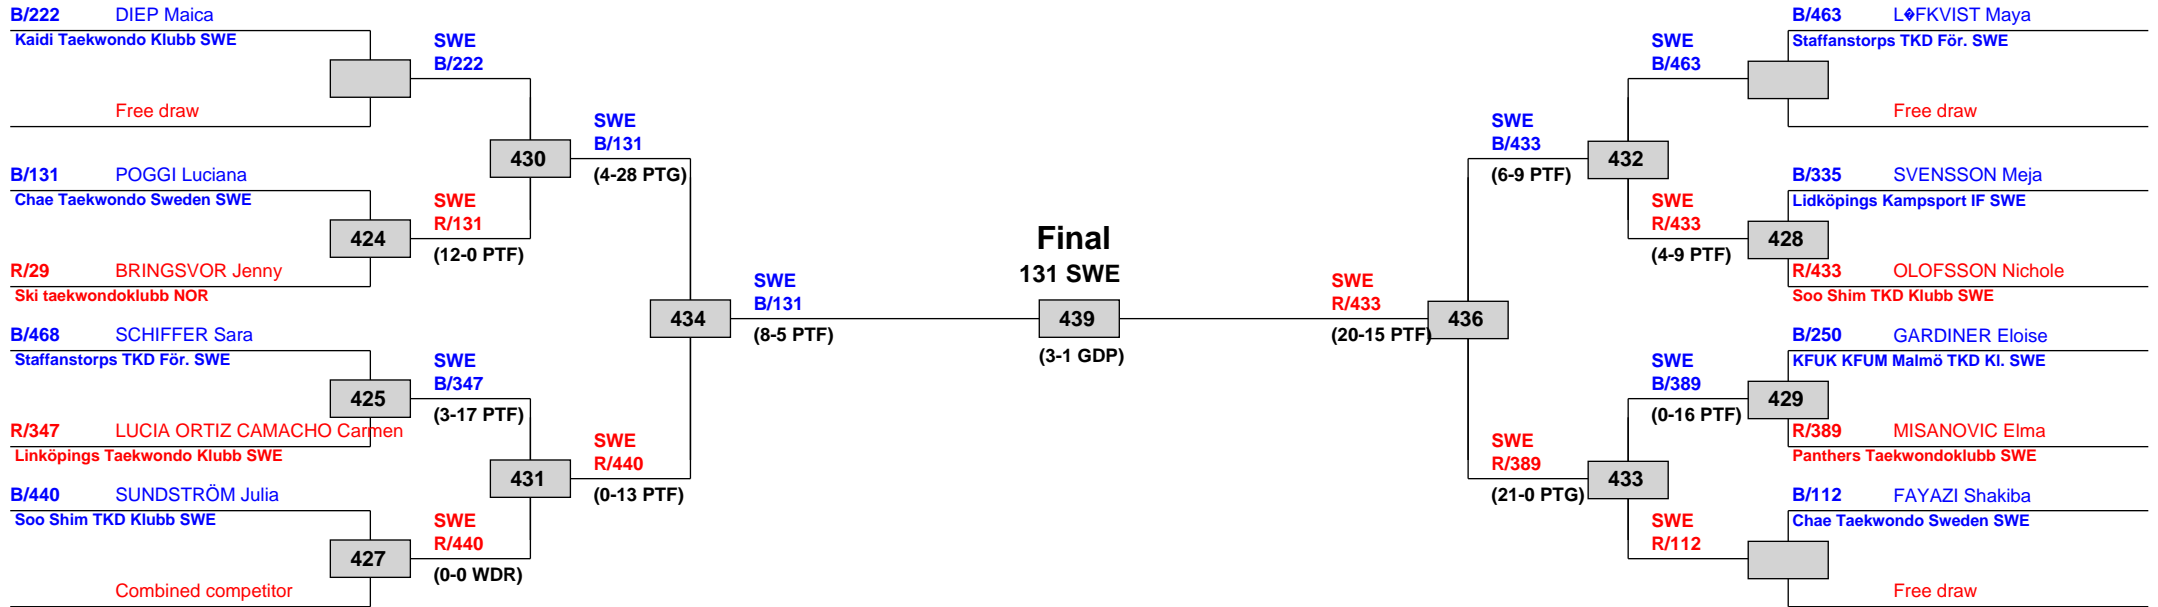 B/222 DIEP Maica
Kaidi Taekwondo Klubb SWE
Free draw
SWE
B/222
B/131 POGGI Luciana
Chae Taekwondo Sweden SWE
424
R/29 BRINGSVOR Jenny
Ski taekwondoklubb NOR
SWE
R/131
(12-0 PTF)
430
SWE
B/131
(4-28 PTG)
B/468 SCHIFFER Sara
Staffanstorps TKD För. SWE
425
R/347 LUCIA ORTIZ CAMACHO Carmen
Linköpings Taekwondo Klubb SWE
SWE
B/347
(3-17 PTF)
B/440 SUNDSTRÖM Julia
Soo Shim TKD Klubb SWE
427
Combined competitor
SWE
R/440
(0-0 WDR)
431
SWE
R/440
(0-13 PTF)
434
SWE
B/131
(8-5 PTF)
Final
131 SWE
439
(3-1 GDP)
SWE
R/433
(20-15 PTF)
436
SWE
B/433
(6-9 PTF)
432
SWE
B/463
B/463 L�FKVIST Maya
Staffanstorps TKD För. SWE
Free draw
SWE
R/433
(4-9 PTF)
428
B/335 SVENSSON Meja
Lidköpings Kampsport IF SWE
R/433 OLOFSSON Nichole
Soo Shim TKD Klubb SWE
SWE
R/389
(21-0 PTG)
433
SWE
B/389
(0-16 PTF)
429
B/250 GARDINER Eloise
KFUK KFUM Malmö TKD Kl. SWE
R/389 MISANOVIC Elma
Panthers Taekwondoklubb SWE
SWE
R/112
B/112 FAYAZI Shakiba
Chae Taekwondo Sweden SWE
Free draw